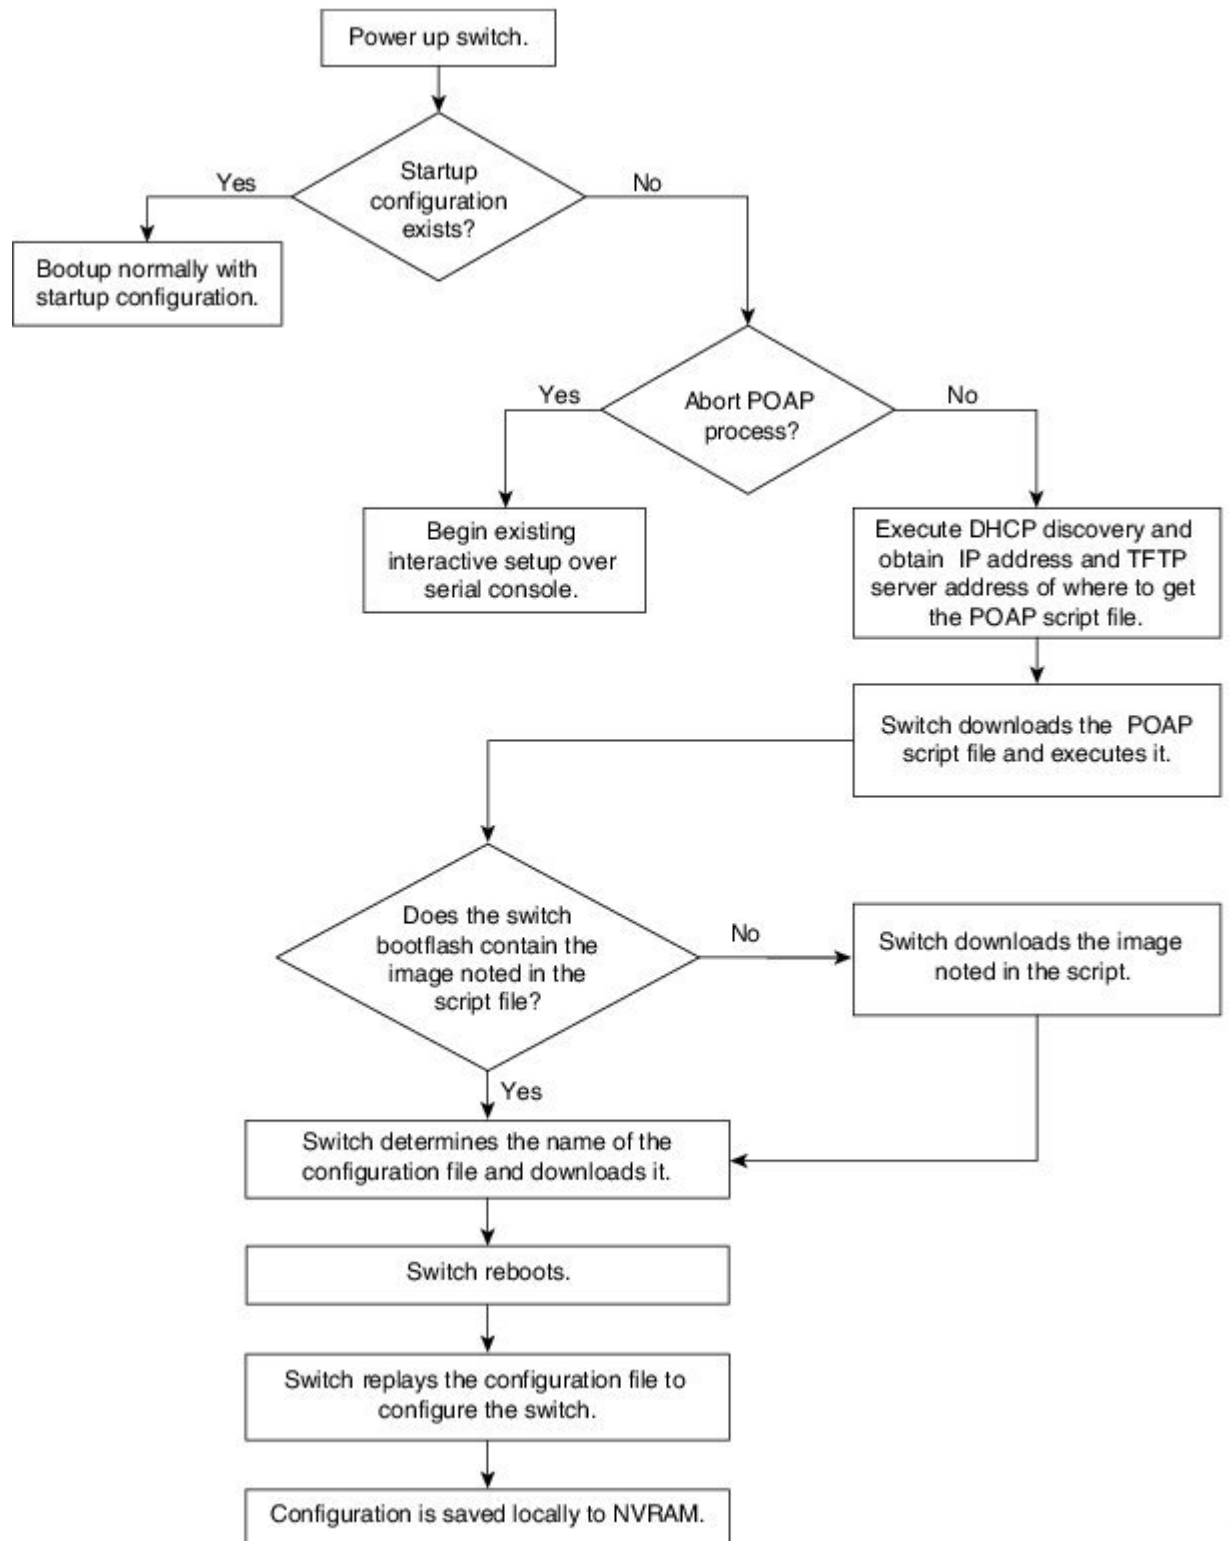 Power up switch.
Startup
configuration
exists?
Yes
No
Bootup normally with
startup configuration.
Abort POAP
process?
Yes
No
Begin existing
interactive setup over
serial console.
Execute DHCP discovery and
obtain IP address and TFTP
server address of where to get
the POAP script file.
Switch downloads the POAP
script file and executes it.
Does the switch
bootflash contain the
image noted in the
script file?
No
Switch downloads the image
noted in the script.
Yes
Switch determines the name of the
configuration file and downloads it.
Switch reboots.
Switch replays the configuration file to
configure the switch.
Configuration is saved locally to NVRAM.